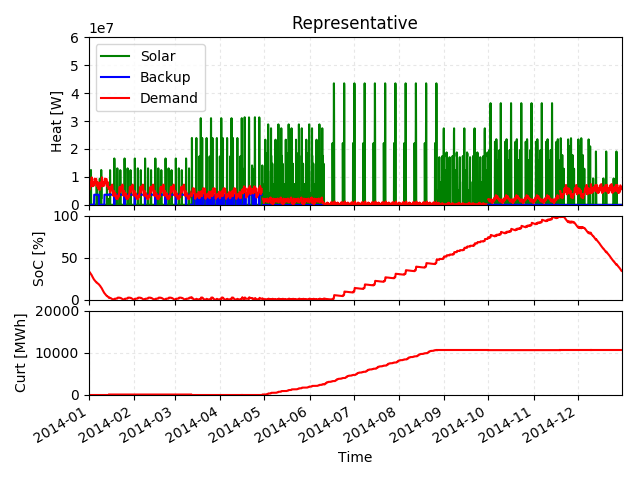 Representative
1e7
Heat [W]
6
5
4
3
2
1
0
Solar
Backup
Demand
SoC [%]
100
50
0
Curt [MWh]
20000
10000
0
2014-01
2014-02
2014-03
2014-04
2014-05
2014-06
2014-07
2014-08
2014-09
2014-10
2014-11
2014-12
Time